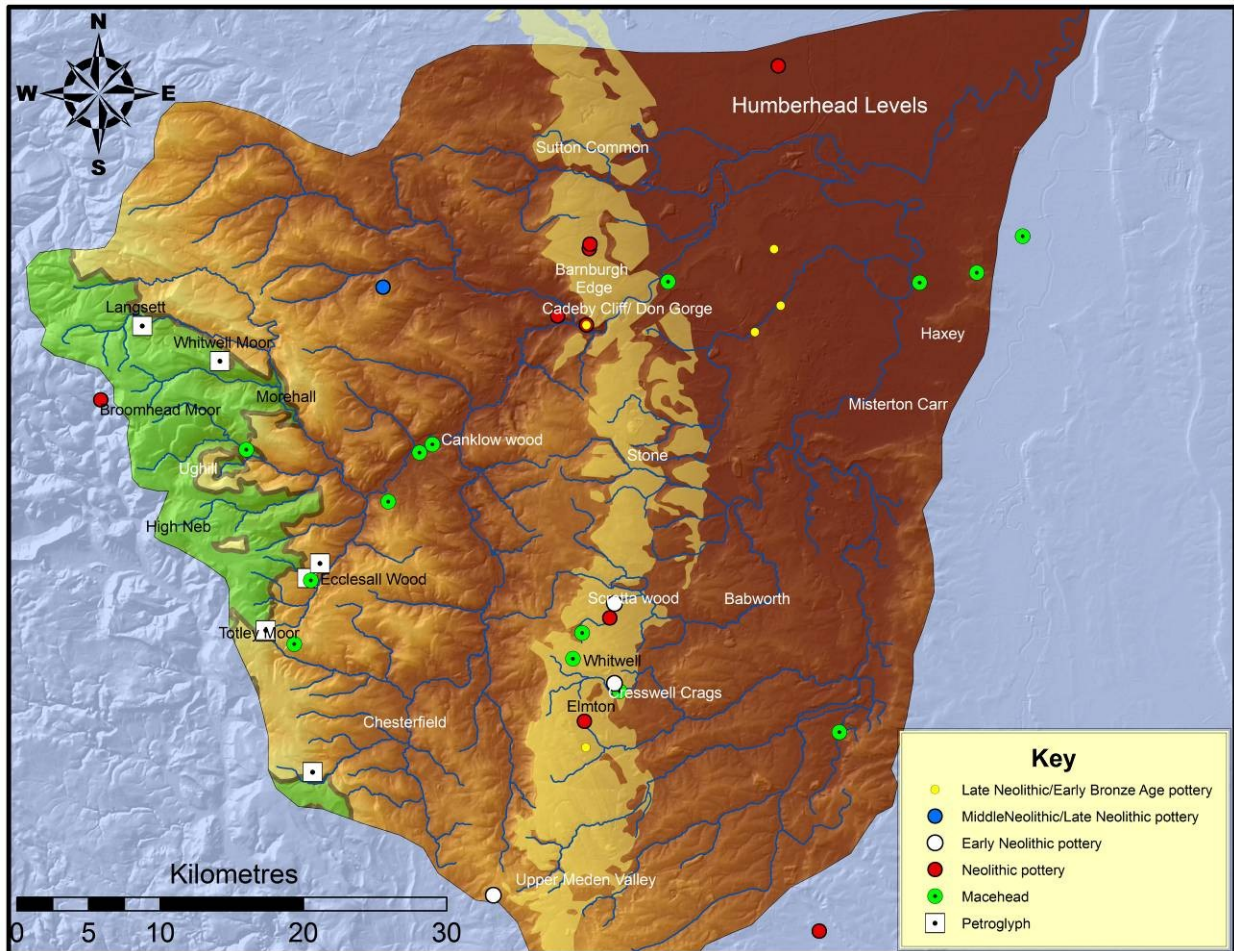 N
W
E
S
Humberhead Levels
Sutton Common
Barnburgh
Edge
Cadeby Cliff/ Don Gorge
Langsett
Whitwell Moor
Haxey
Broomhead Moor
Morehall
Misterton Carr
Canklow wood
Ughill
Stone
High Neb
Ecclesall Wood
Scratta wood
Babworth
Totley Moor
Whitwell
Cresswell Crags
Elmton
Chesterfield
Upper Meden Valley
Kilometres
0 5 10 20 30
Key
Late Neolithic/Early Bronze Age pottery
MiddleNeolithic/Late Neolithic pottery
Early Neolithic pottery
Neolithic pottery
Macehead
Petroglyph